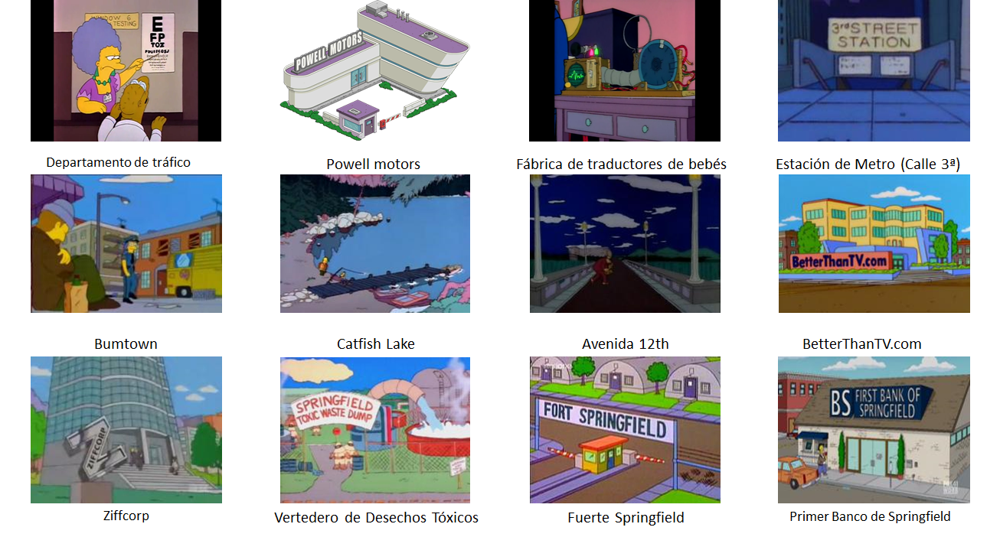 WINDOW 6
TESTING
E
FP
TOZ
POWELL MOTORS
3rd STREET
STATION
Departamento de tráfico
Powell motors
Fábrica de traductores de bebés
Estación de Metro (Calle 3ª)
BetterThanTV.com
Bumtown
Catfish Lake
Avenida 12th
BetterThanTV.com
ZIFFCORP
SPRINGFIELD
TOXIC WASTE DUMP
FORT SPRINGFIELD
BS FIRST BANK OF
SPRINGFIELD
Ziffcorp
Vertedero de Desechos Tóxicos
Fuerte Springfield
Primer Banco de Springfield